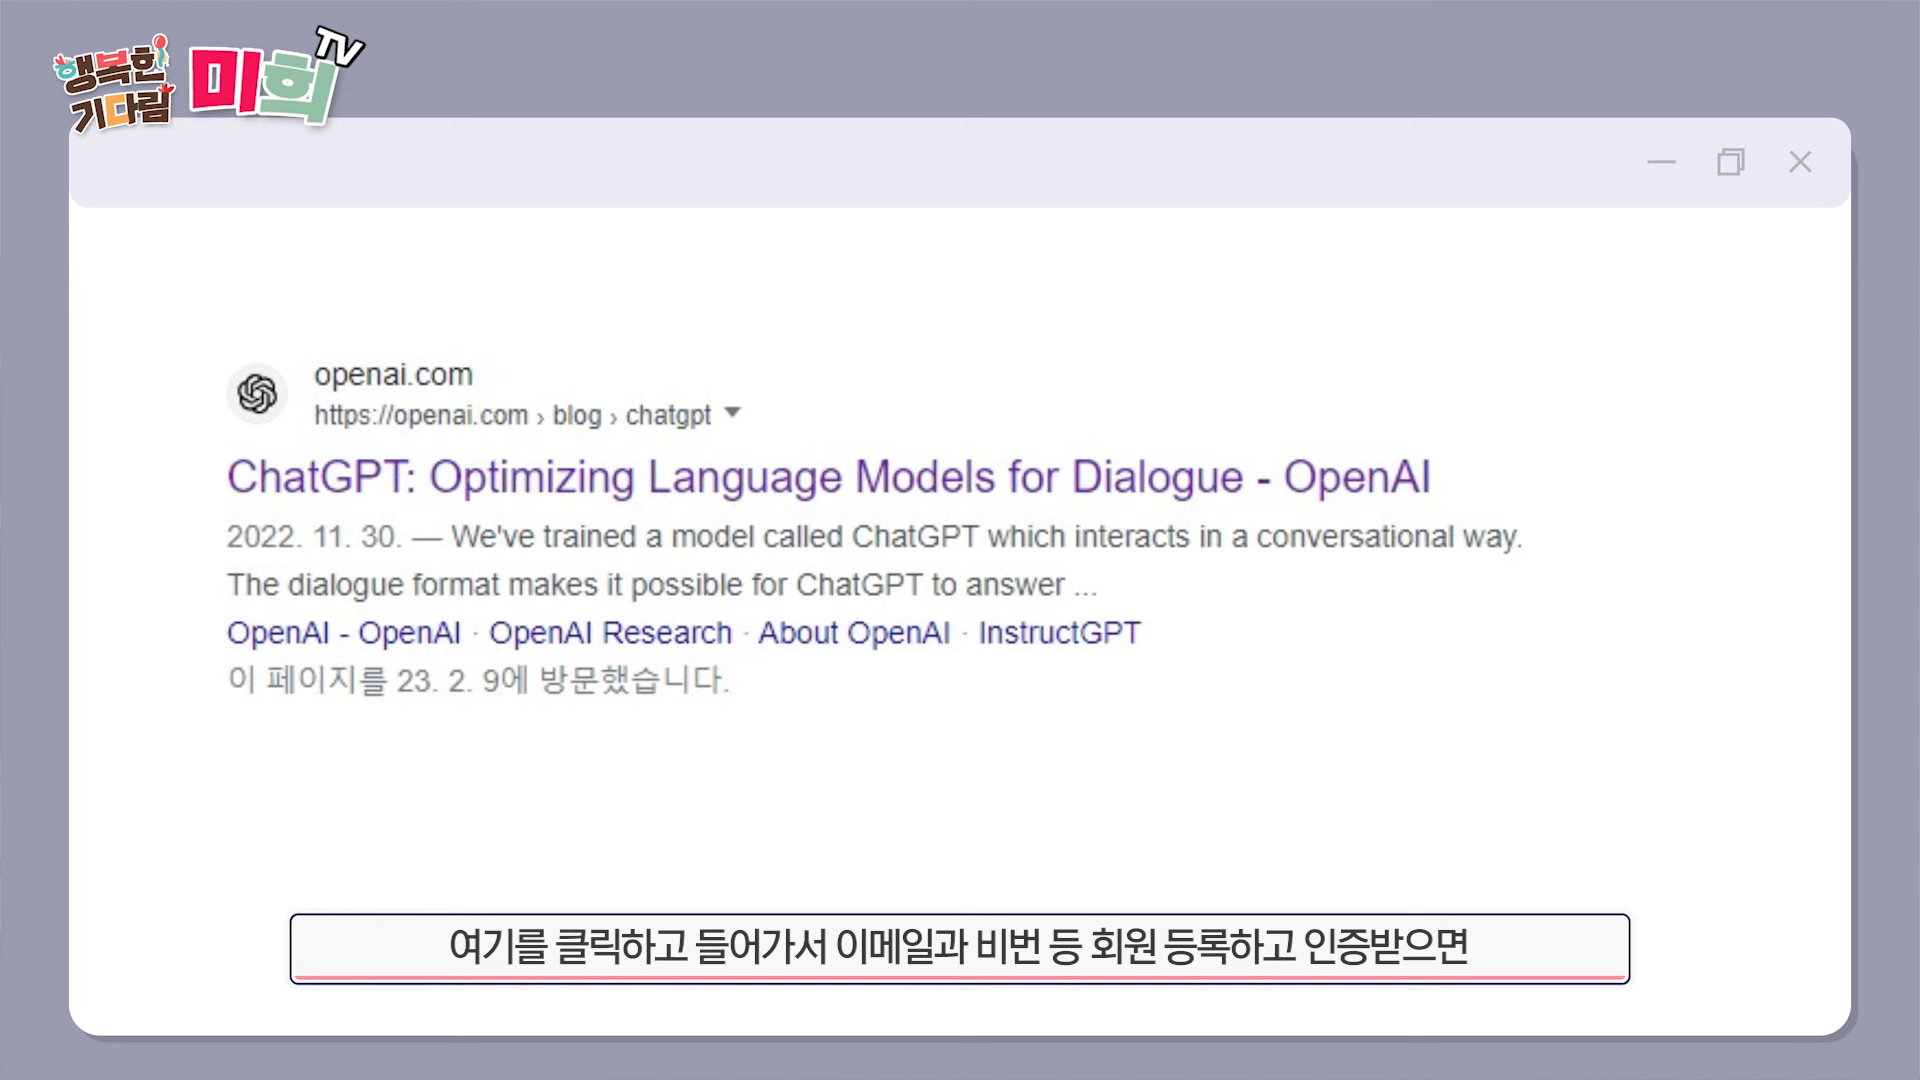 행복한
기다림
미희
TV
openai.com
https://openai.com › blog › chatgpt
ChatGPT: Optimizing Language Models for Dialogue - OpenAI
2022. 11. 30. — We've trained a model called ChatGPT which interacts in a conversational way.
The dialogue format makes it possible for ChatGPT to answer ...
OpenAI - OpenAI · OpenAI Research · About OpenAI · InstructGPT
이 페이지를 23. 2. 9에 방문했습니다.
여기를 클릭하고 들어가서 이메일과 비번 등 회원 등록하고 인증받으면